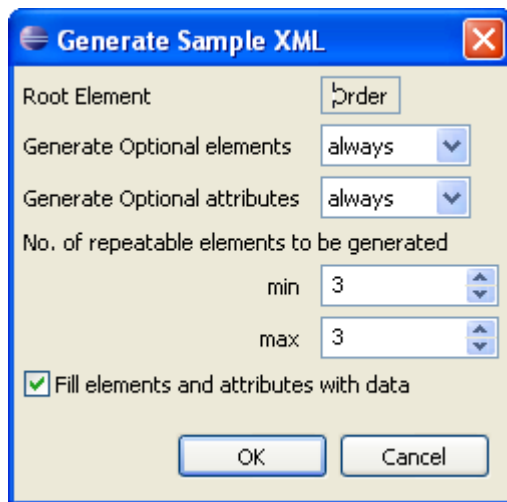 Generate Sample XML
Root Element order
Generate Optional elements always
Generate Optional attributes always
No. of repeatable elements to be generated
min 3
max 3
Fill elements and attributes with data
OK Cancel